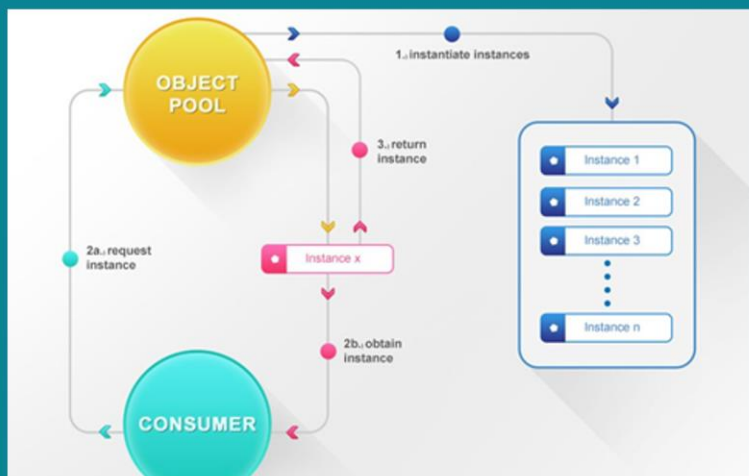 OBJECT
POOL
1. instantiate instances
3. return
instance
Instance 1
Instance 2
Instance 3
Instance n
2a. request
instance
Instance x
2b. obtain
instance
CONSUMER